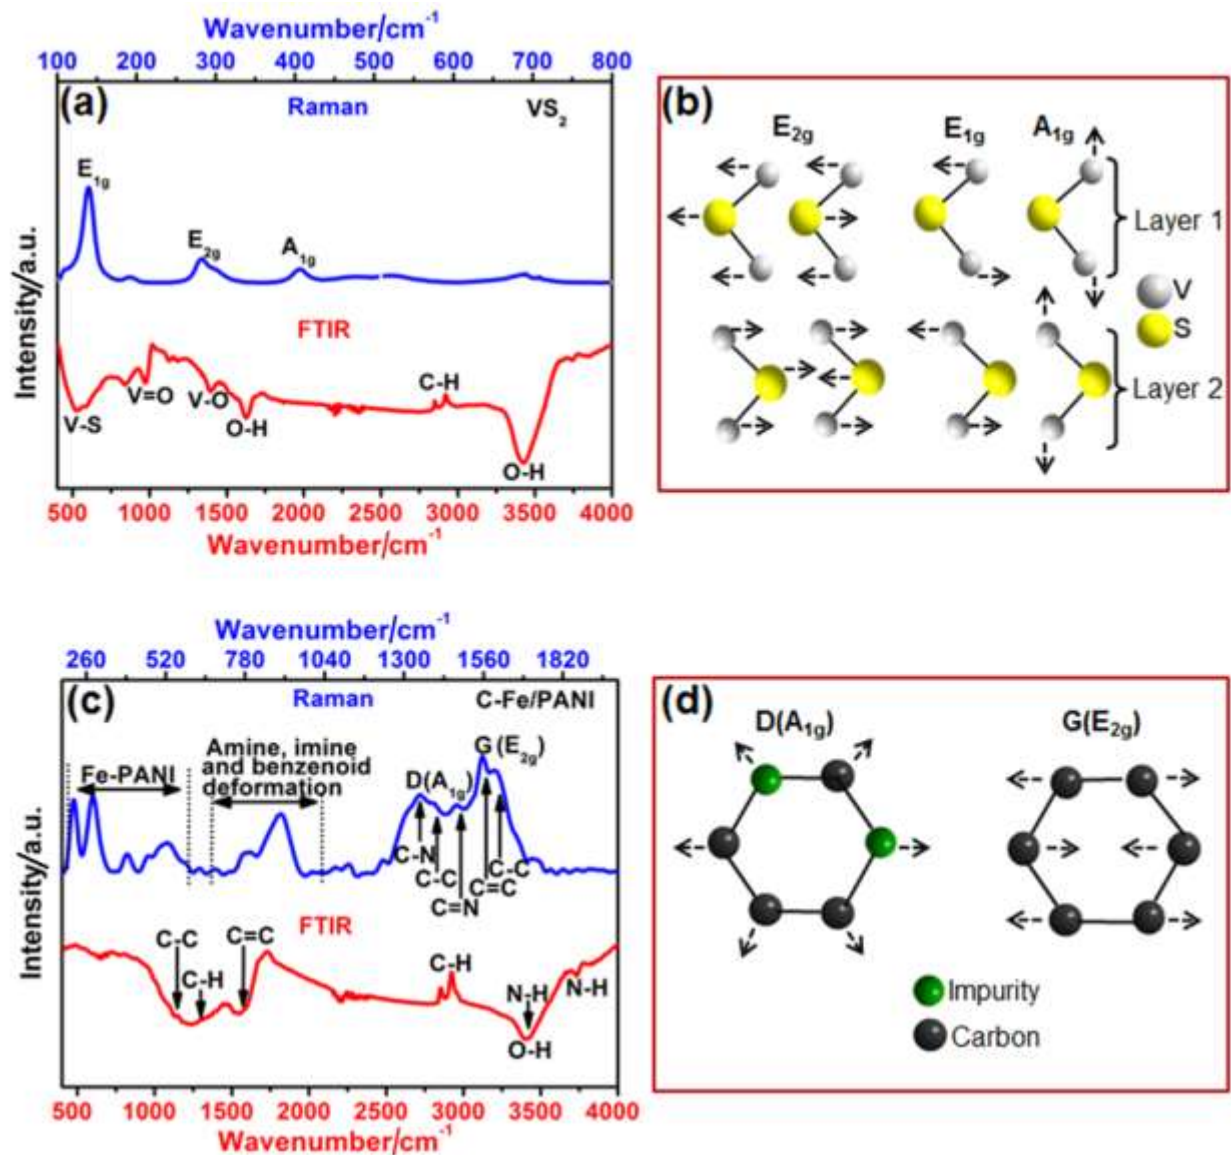 Wavenumber/cm⁻¹
100 200 300 400 500 600 700 800
(a)
Raman
VS₂
E₁g
E₂g
A₁g
Intensity/a.u.
FTIR
V-S
V=O
V-O
O-H
C-H
O-H
500 1000 1500 2000 2500 3000 3500 4000
Wavenumber/cm⁻¹
(b)
E₂g E₁g A₁g
Layer 1
V
S
Layer 2
Wavenumber/cm⁻¹
260 520 780 1040 1300 1560 1820
(c)
Raman
C-Fe/PANI
Fe-PANI
Amine, imine
and benzenoid
deformation
D(A₁g)
G (E₂g)
C-N
C-C
C=N
C=C
C-C
Intensity/a.u.
FTIR
C-C
C-H
C=C
C-H
N-H
O-H
N-H
500 1000 1500 2000 2500 3000 3500 4000
Wavenumber/cm⁻¹
(d)
D(A₁g) G(E₂g)
Impurity
Carbon